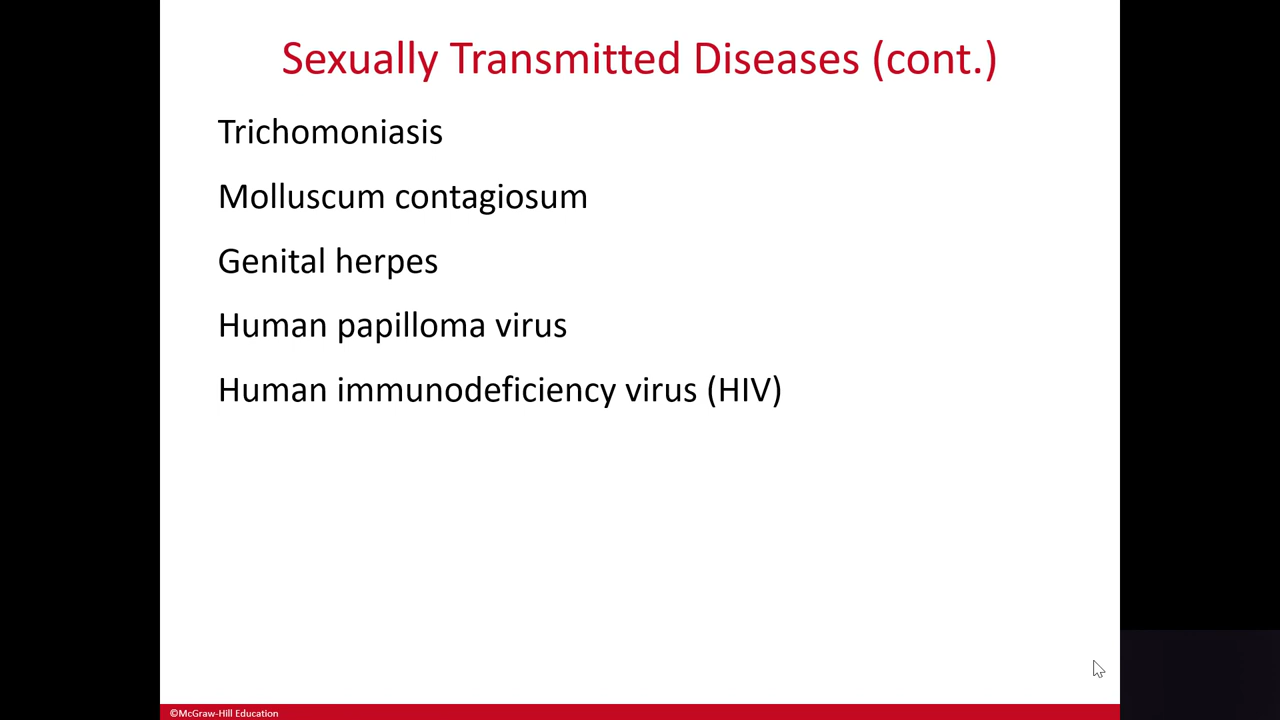 Sexually Transmitted Diseases (cont.)
Trichomoniasis
Molluscum contagiosum
Genital herpes
Human papilloma virus
Human immunodeficiency virus (HIV)
©McGraw-Hill Education